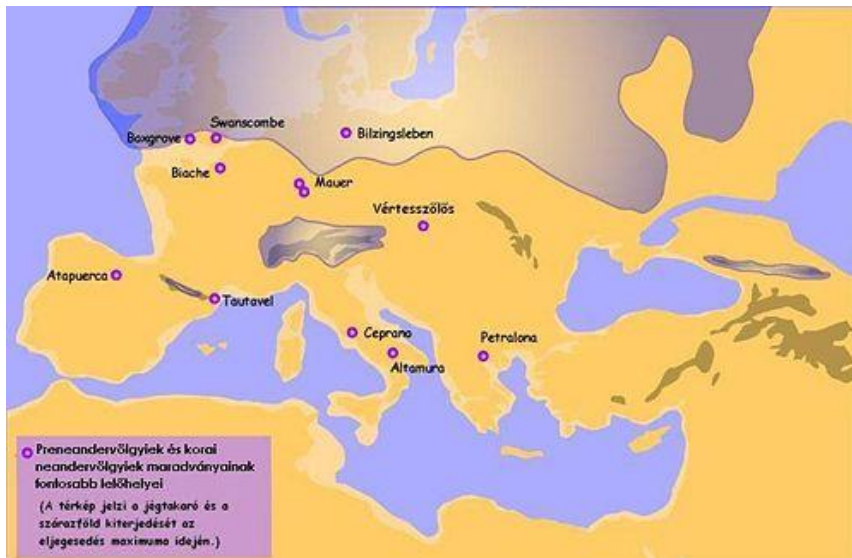 Swanscombe
Boxgrove
Bilzingsleben
Biache
Mauer
Vértesszőlős
Atapuerca
Tautavel
Ceprano
Petralona
Altamura
Preneandervölgyiek és korai
neandervölgyiek maradványainak
fontosabb lelőhelyei
(A térkép jelzi a jégtakaró és a
szárazföld kiterjedését az
eljegesedés maximuma idején.)